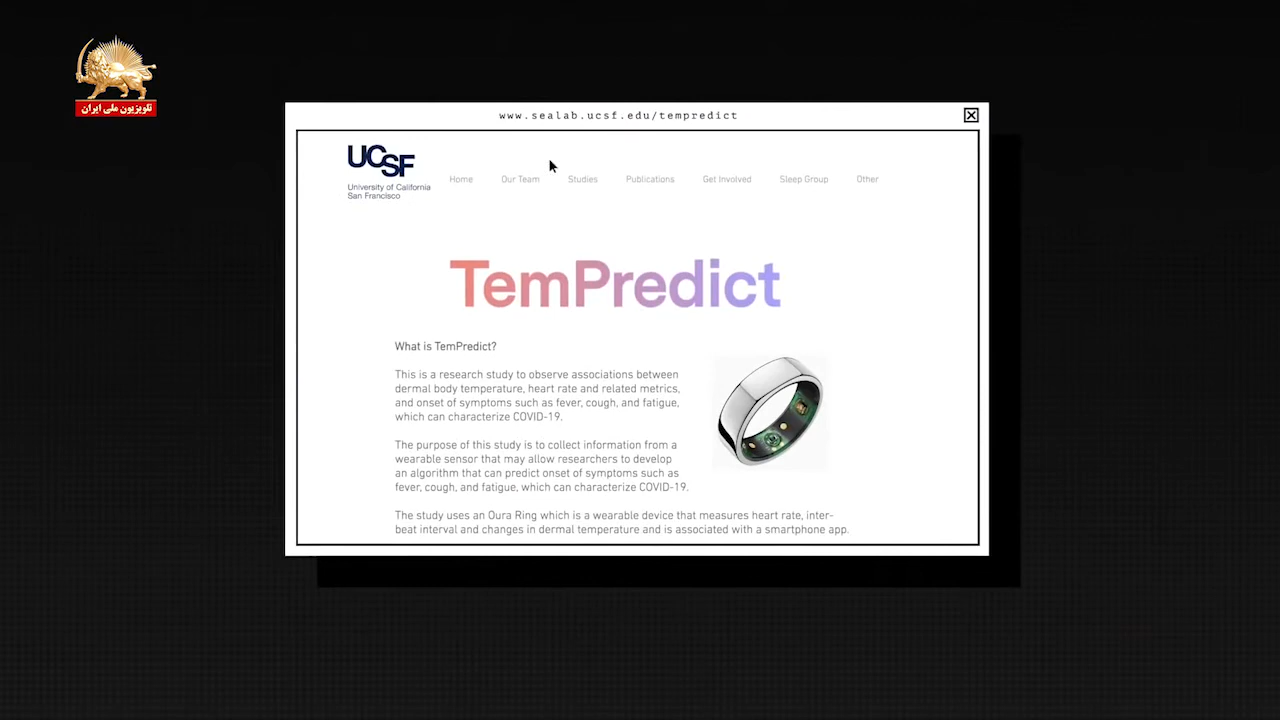 تلویزیون ملی ایران
www.sealab.ucsf.edu/tempredict
UCSF
University of California
San Francisco
Home Our Team Studies Publications Get Involved Sleep Group Other
TemPredict
What is TemPredict?
This is a research study to observe associations between
dermal body temperature, heart rate and related metrics,
and onset of symptoms such as fever, cough, and fatigue,
which can characterize COVID-19.
The purpose of this study is to collect information from a
wearable sensor that may allow researchers to develop
an algorithm that can predict onset of symptoms such as
fever, cough, and fatigue, which can characterize COVID-19.
The study uses an Oura Ring which is a wearable device that measures heart rate, inter-
beat interval and changes in dermal temperature and is associated with a smartphone app.